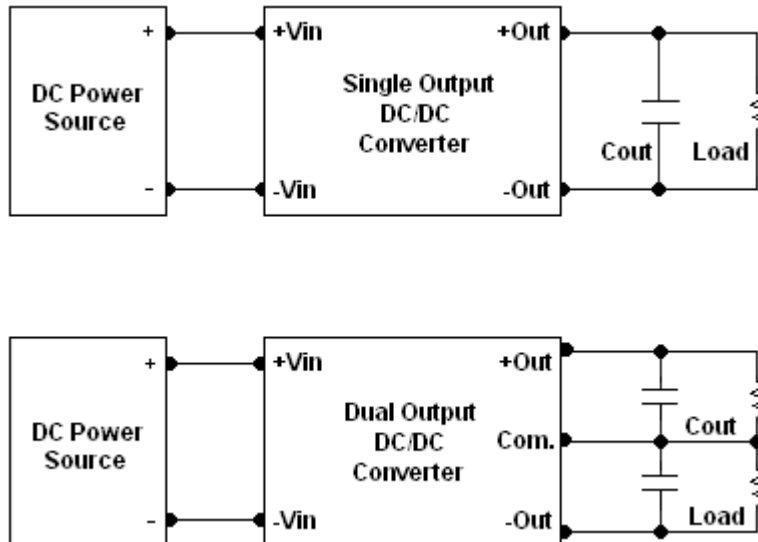 + +Vin +Out
DC Power
Source
Single Output
DC/DC
Converter
Cout Load
- -Vin -Out
+ +Vin +Out
DC Power
Source
Dual Output
DC/DC
Converter
Com.
Cout
Load
- -Vin -Out